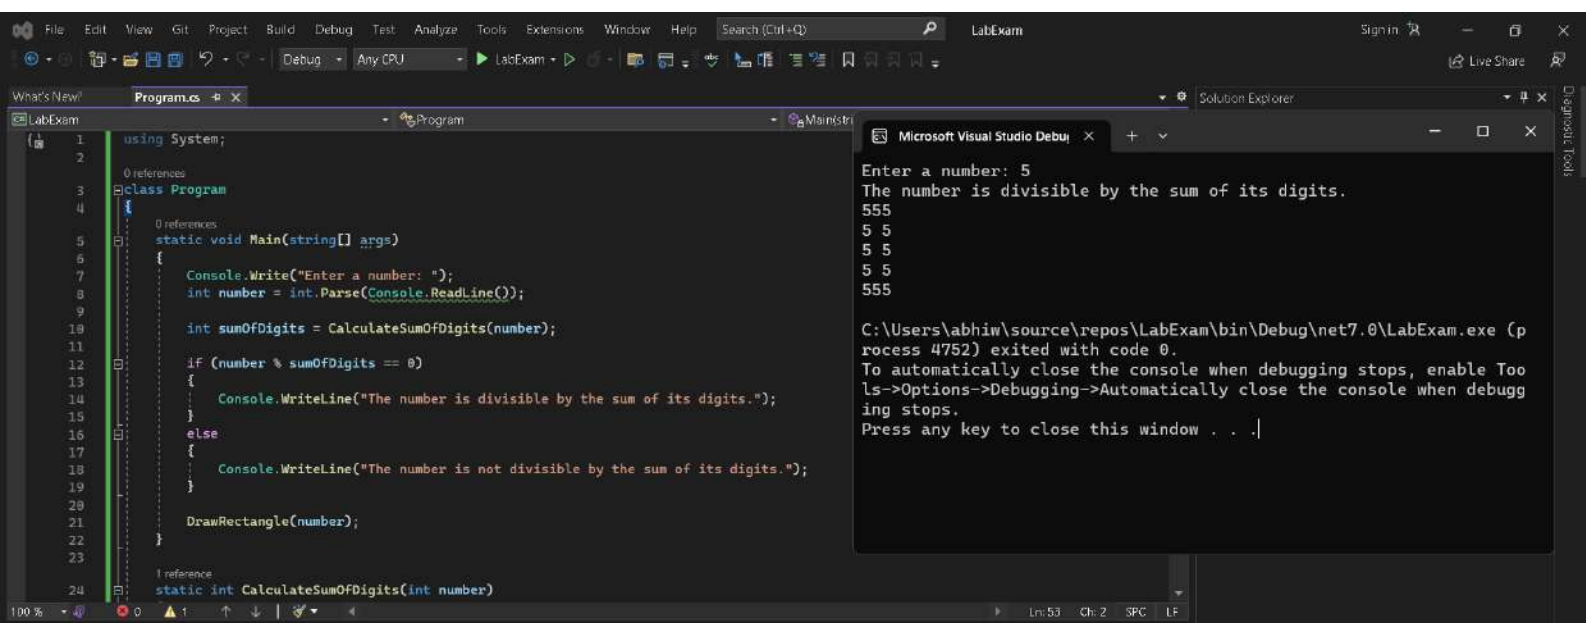 File Edit View Git Project Build Debug Test Analyze Tools Extensions Window Help Search (Ctrl+Q) LabExam Sign in
Debug Any CPU LabExam Live Share
What's New? Program.cs Solution Explorer
LabExam Program Main(stri
Diagnostic Tools
1 using System;
2
0 references
3 class Program
4 {
0 references
5 static void Main(string[] args)
6 {
7 Console.Write("Enter a number: ");
8 int number = int.Parse(Console.ReadLine());
9
10 int sumOfDigits = CalculateSumOfDigits(number);
11
12 if (number % sumOfDigits == 0)
13 {
14 Console.WriteLine("The number is divisible by the sum of its digits.");
15 }
16 else
17 {
18 Console.WriteLine("The number is not divisible by the sum of its digits.");
19 }
20
21 DrawRectangle(number);
22 }
23
1 reference
24 static int CalculateSumOfDigits(int number)
100 % 0 1 Ln: 53 Ch: 2 SPC LF
Microsoft Visual Studio Debu
Enter a number: 5
The number is divisible by the sum of its digits.
555
5 5
5 5
5 5
555
C:\Users\abhiw\source\repos\LabExam\bin\Debug\net7.0\LabExam.exe (p
rocess 4752) exited with code 0.
To automatically close the console when debugging stops, enable Too
ls->Options->Debugging->Automatically close the console when debugg
ing stops.
Press any key to close this window . . .